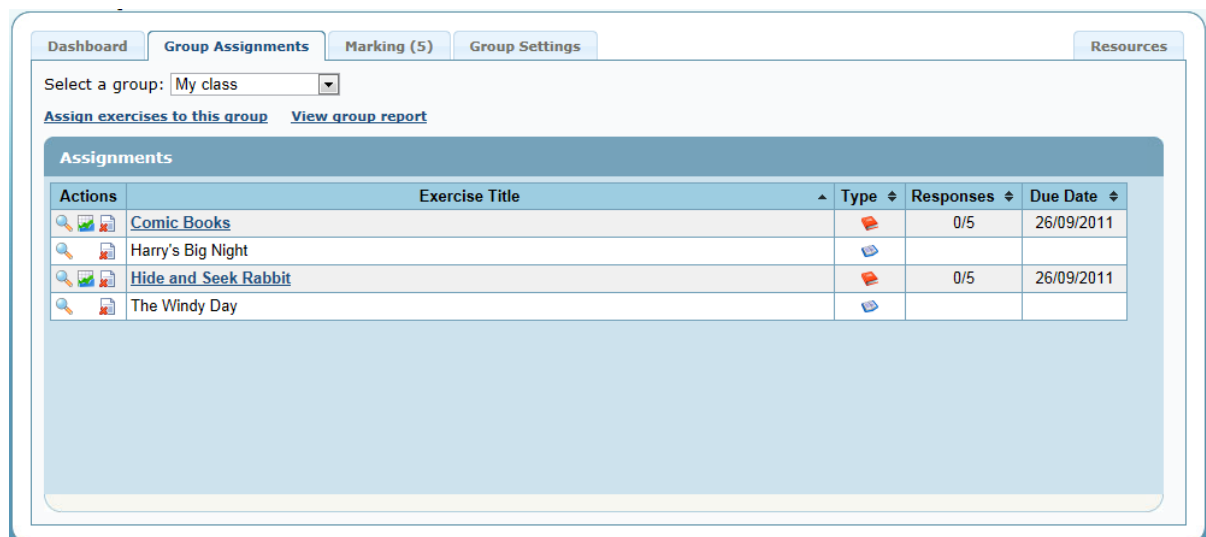 Dashboard Group Assignments Marking (5) Group Settings Resources
Select a group: My class
Assign exercises to this group View group report
Assignments
Actions Exercise Title Type Responses Due Date
Comic Books 0/5 26/09/2011
Harry's Big Night
Hide and Seek Rabbit 0/5 26/09/2011
The Windy Day